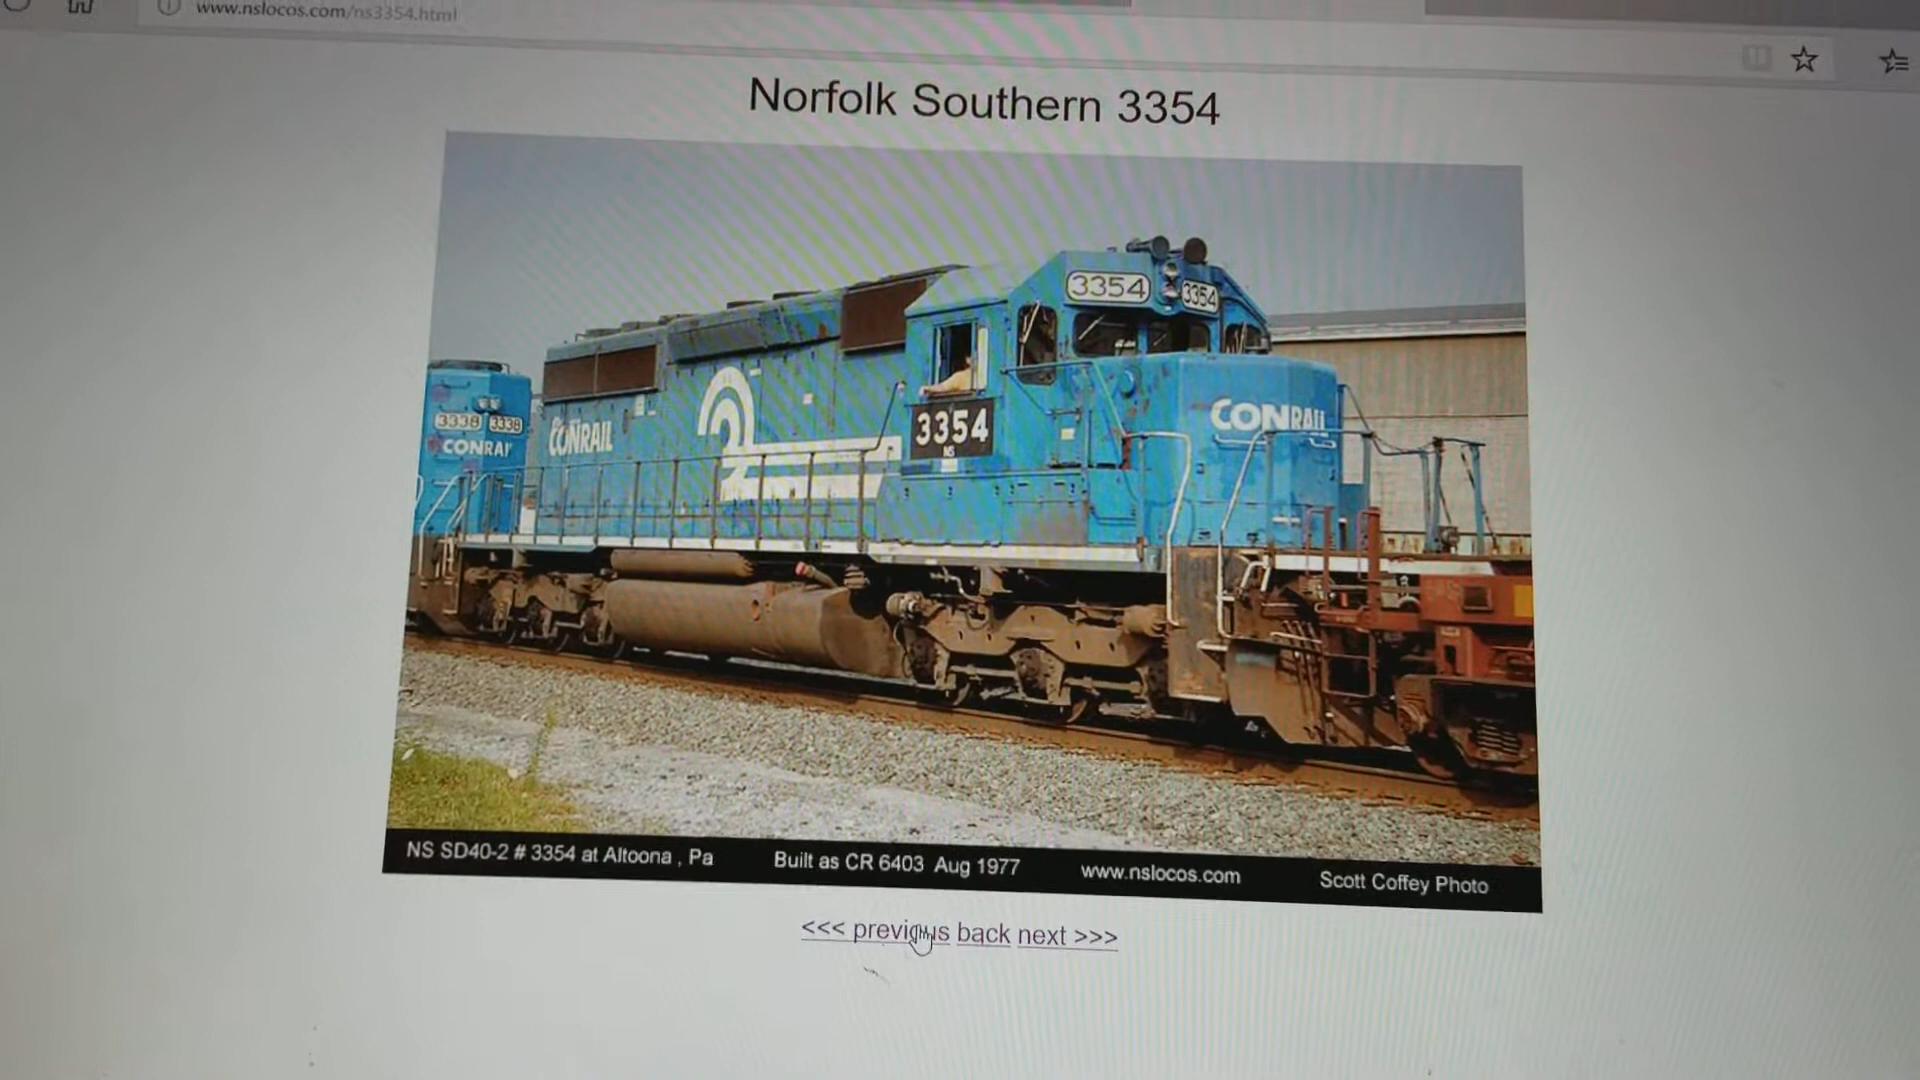 www.nslocos.com/ns3354.html
Norfolk Southern 3354
3354
3354
3338
3338
CONRAIL
CONRAIL
CONRAIL
3354
NS
NS SD40-2 # 3354 at Altoona , Pa
Built as CR 6403 Aug 1977
www.nslocos.com
Scott Coffey Photo
<<< previous back next >>>